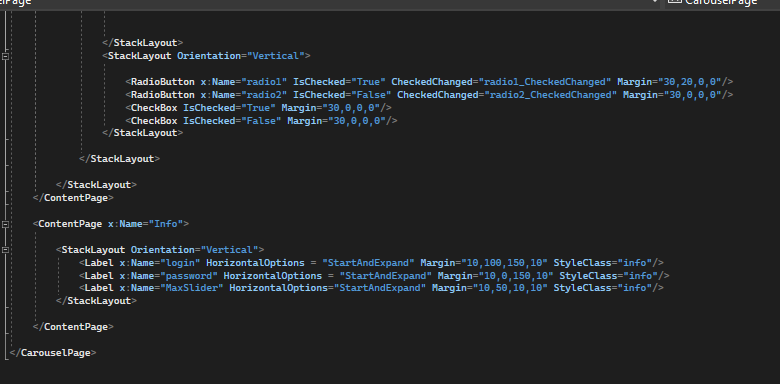 CarouselPage
</StackLayout>
<StackLayout Orientation="Vertical">
<RadioButton x:Name="radio1" IsChecked="True" CheckedChanged="radio1_CheckedChanged" Margin="30,20,0,0"/>
<RadioButton x:Name="radio2" IsChecked="False" CheckedChanged="radio2_CheckedChanged" Margin="30,0,0,0"/>
<CheckBox IsChecked="True" Margin="30,0,0,0"/>
<CheckBox IsChecked="False" Margin="30,0,0,0"/>
</StackLayout>
</StackLayout>
</StackLayout>
</ContentPage>
<ContentPage x:Name="Info">
<StackLayout Orientation="Vertical">
<Label x:Name="login" HorizontalOptions = "StartAndExpand" Margin="10,100,150,10" StyleClass="info"/>
<Label x:Name="password" HorizontalOptions = "StartAndExpand" Margin="10,0,150,10" StyleClass="info"/>
<Label x:Name="MaxSlider" HorizontalOptions="StartAndExpand" Margin="10,50,10,10" StyleClass="info"/>
</StackLayout>
</ContentPage>
</CarouselPage>